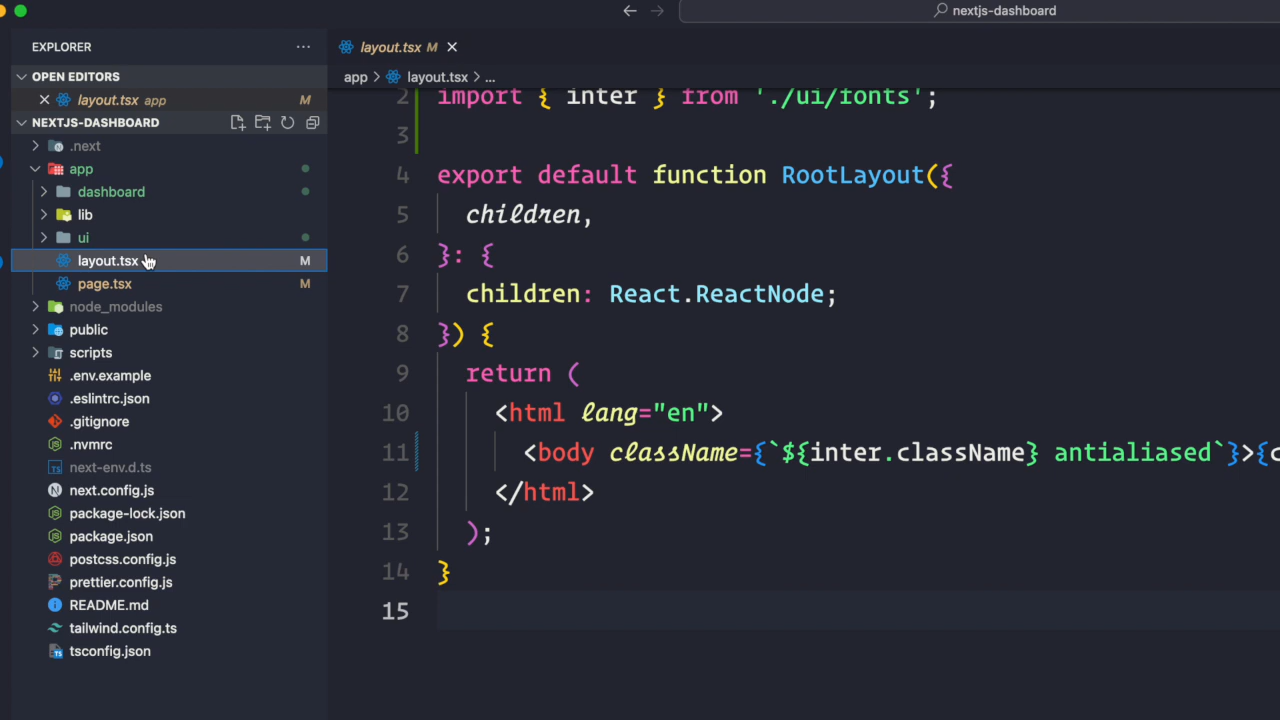 nextjs-dashboard
EXPLORER
layout.tsx M
OPEN EDITORS
app layout.tsx ...
layout.tsx app M
2 import { inter } from './ui/fonts';
NEXTJS-DASHBOARD
3
.next
app
4 export default function RootLayout({
dashboard
5 children,
lib
ui
6 }: {
layout.tsx M
page.tsx M
7 children: React.ReactNode;
node_modules
public
8 }) {
scripts
9 return (
.env.example
.eslintrc.json
10 <html lang="en">
.gitignore
.nvmrc
11 <body className={`${inter.className} antialiased`}>{c
next-env.d.ts
next.config.js
12 </html>
package-lock.json
package.json
13 );
postcss.config.js
14 }
prettier.config.js
README.md
15
tailwind.config.ts
tsconfig.json